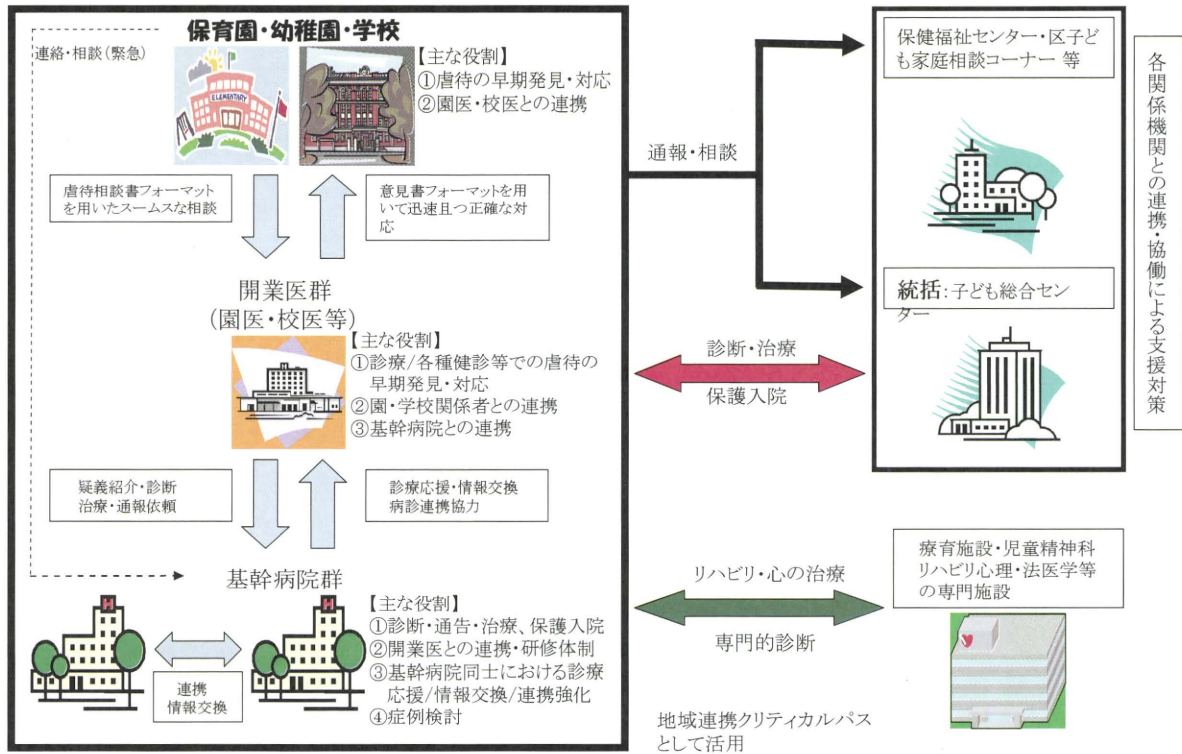 保育園・幼稚園・学校
連絡・相談(緊急)
【主な役割】
①虐待の早期発見・対応
②園医・校医との連携
ELEMENTARY
虐待相談書フォーマット
を用いたスームスな相談
意見書フォーマットを用
いて迅速且つ正確な対
応
開業医群
(園医・校医等)
【主な役割】
①診療/各種健診等での虐待の
早期発見・対応
②園・学校関係者との連携
③基幹病院との連携
疑義紹介・診断
治療・通報依頼
診療応援・情報交換
病診連携協力
基幹病院群
H
H
【主な役割】
①診断・通告・治療、保護入院
②開業医との連携・研修体制
③基幹病院同士における診療
応援/情報交換/連携強化
④症例検討
連携
情報交換
通報・相談
保健福祉センター・区子ど
も家庭相談コーナー 等
統括:子ども総合セン
ター
各関係機関との連携・協働による支援対策
診断・治療
保護入院
リハビリ・心の治療
専門的診断
療育施設・児童精神科
リハビリ心理・法医学等
の専門施設
地域連携クリティカルパス
として活用